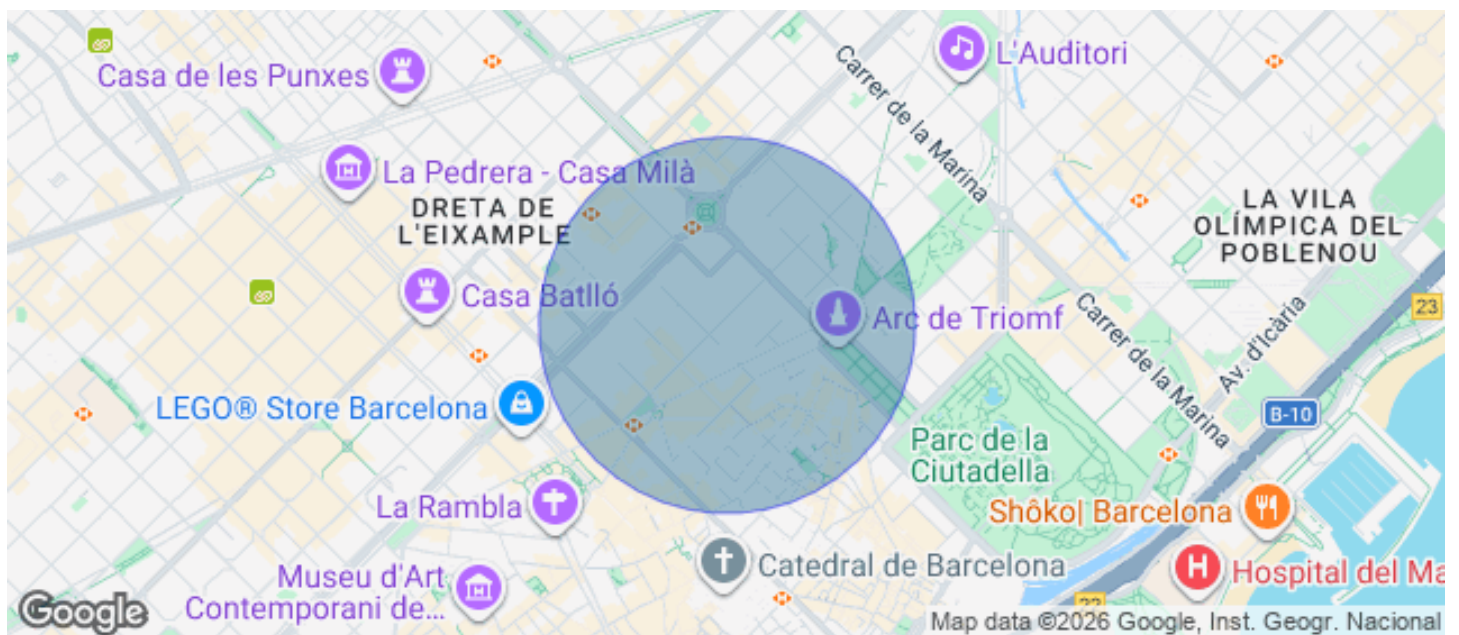 L'Auditori
Casa de les Punxes
Carrer de la Marina
La Pedrera - Casa Milà
DRETA DE
L'EIXAMPLE
LA VILA
OLÍMPICA DEL
POBLENOU
Casa Batlló
Arc de Triomf
23
Carrer de la Marina
Av. d'Icària
LEGO® Store Barcelona
B-10
Parc de la
Ciutadella
La Rambla
Shôko| Barcelona
Catedral de Barcelona
H
Hospital del Ma
Museu d'Art
Contemporani de...
22
Google
Map data ©2026 Google, Inst. Geogr. Nacional